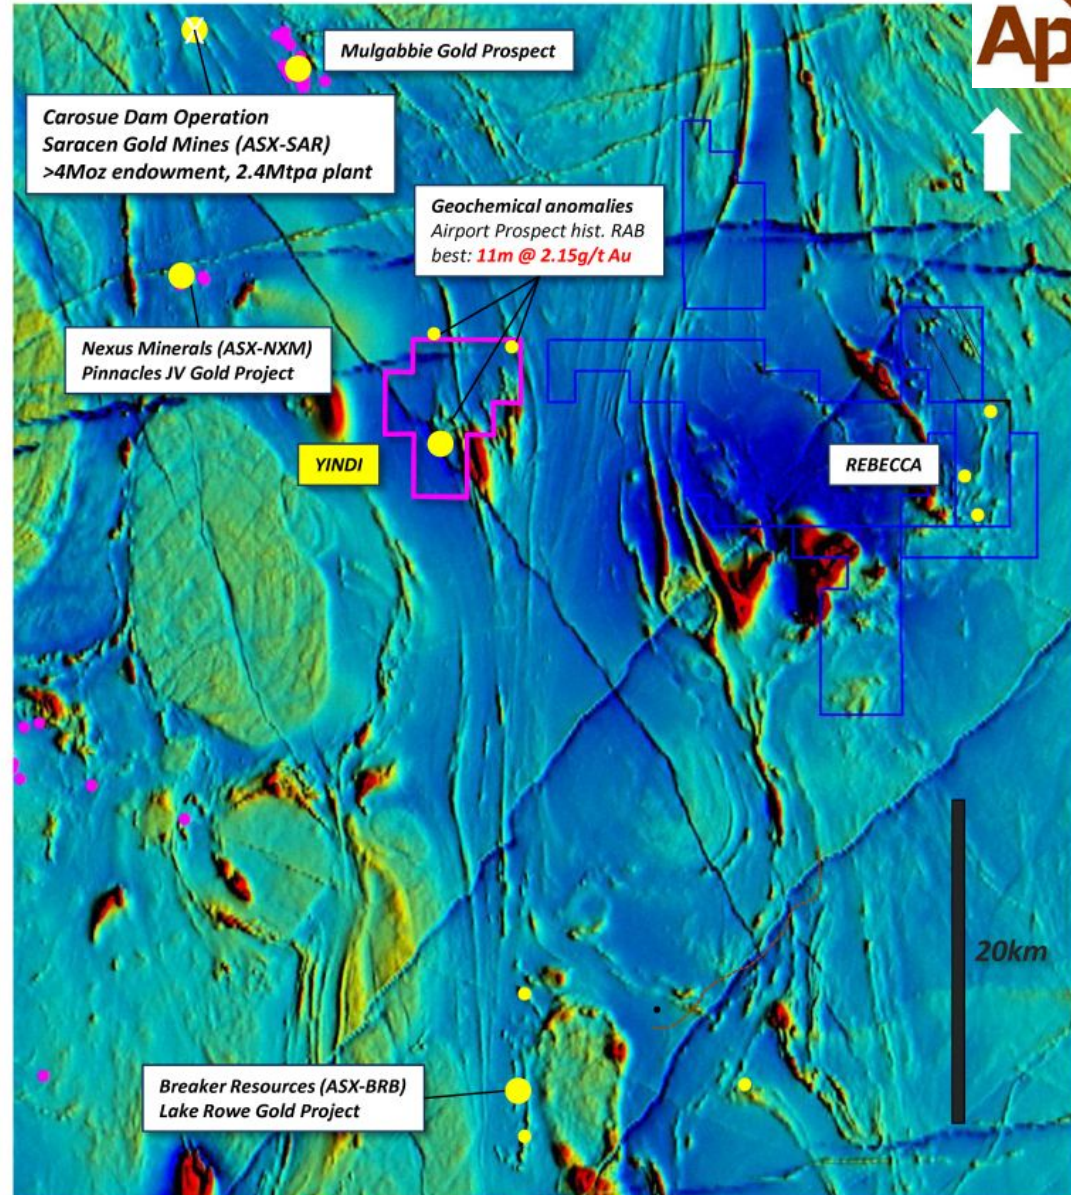 Ap
Mulgabbie Gold Prospect
Carosue Dam Operation
Saracen Gold Mines (ASX-SAR)
>4Moz endowment, 2.4Mtpa plant
Geochemical anomalies
Airport Prospect hist. RAB
best: 11m @ 2.15g/t Au
Nexus Minerals (ASX-NXM)
Pinnacles JV Gold Project
YINDI
REBECCA
20km
Breaker Resources (ASX-BRB)
Lake Rowe Gold Project